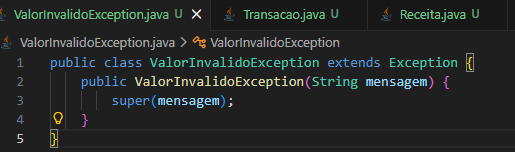 ValorInvalidoException.java U Transacao.java U Receita.java U
ValorInvalidoException.java > ValorInvalidoException
1 public class ValorInvalidoException extends Exception {
2 public ValorInvalidoException(String mensagem) {
3 super(mensagem);
4 }
5 }